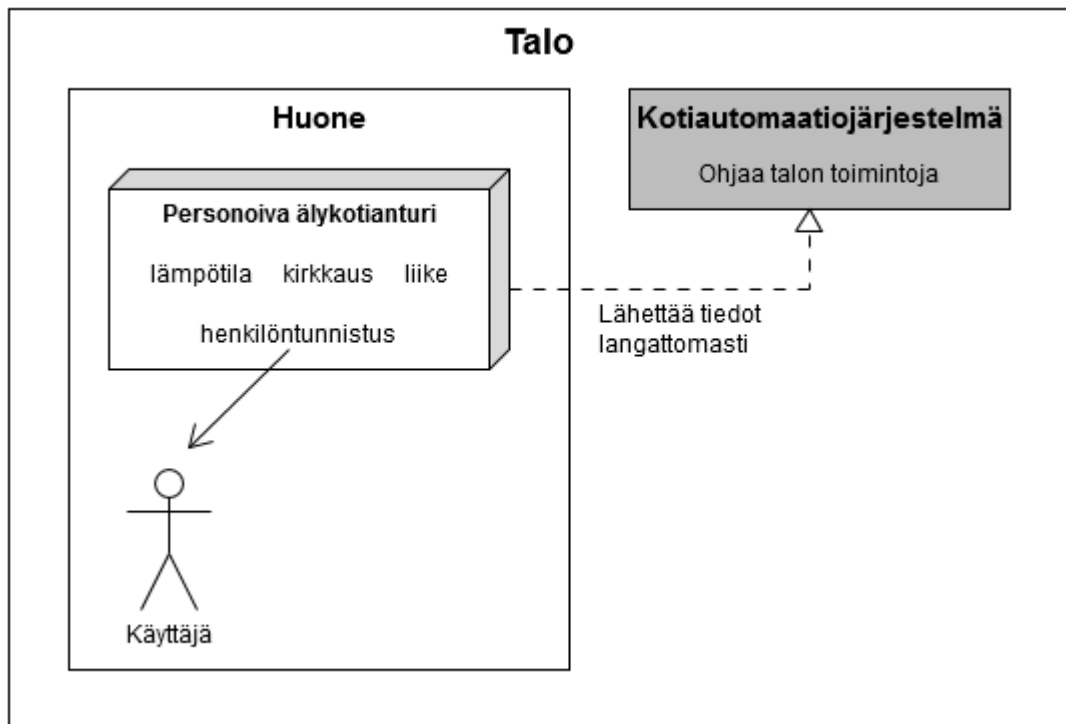 Talo
Huone
Kotiautomaatiojärjestelmä
Ohjaa talon toimintoja
Personoiva älykotianturi
lämpötila kirkkaus liike
henkilöntunnistus
Lähettää tiedot
langattomasti
Käyttäjä